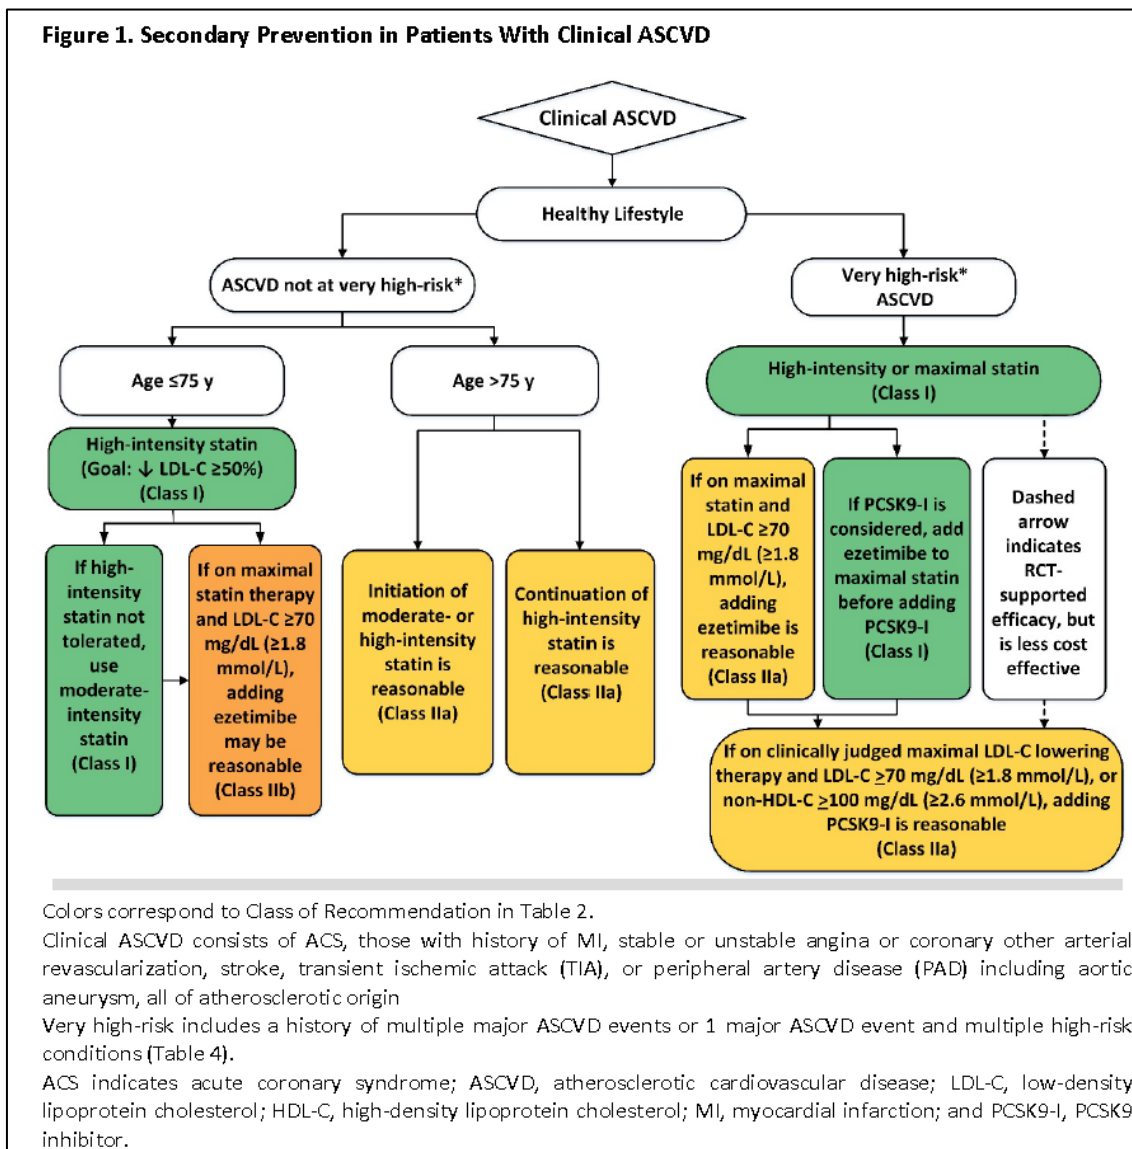 Figure 1. Secondary Prevention in Patients With Clinical ASCVD
Clinical ASCVD
Healthy Lifestyle
ASCVD not at very high-risk*
Very high-risk*
ASCVD
Age ≤75 y
Age >75 y
High-intensity or maximal statin
(Class I)
High-intensity statin
(Goal: ↓ LDL-C ≥50%)
(Class I)
If high-
intensity
statin not
tolerated,
use
moderate-
intensity
statin
(Class I)
If on maximal
statin therapy
and LDL-C ≥70
mg/dL (≥1.8
mmol/L),
adding
ezetimibe
may be
reasonable
(Class IIb)
Initiation of
moderate- or
high-intensity
statin is
reasonable
(Class IIa)
Continuation of
high-intensity
statin is
reasonable
(Class IIa)
If on maximal
statin and
LDL-C ≥70
mg/dL (≥1.8
mmol/L),
adding
ezetimibe is
reasonable
(Class IIa)
If PCSK9-I is
considered, add
ezetimibe to
maximal statin
before adding
PCSK9-I
(Class I)
Dashed
arrow
indicates
RCT-
supported
efficacy, but
is less cost
effective
If on clinically judged maximal LDL-C lowering
therapy and LDL-C ≥70 mg/dL (≥1.8 mmol/L), or
non-HDL-C ≥100 mg/dL (≥2.6 mmol/L), adding
PCSK9-I is reasonable
(Class IIa)
Colors correspond to Class of Recommendation in Table 2.
Clinical ASCVD consists of ACS, those with history of MI, stable or unstable angina or coronary other arterial
revascularization, stroke, transient ischemic attack (TIA), or peripheral artery disease (PAD) including aortic
aneurysm, all of atherosclerotic origin
Very high-risk includes a history of multiple major ASCVD events or 1 major ASCVD event and multiple high-risk
conditions (Table 4).
ACS indicates acute coronary syndrome; ASCVD, atherosclerotic cardiovascular disease; LDL-C, low-density
lipoprotein cholesterol; HDL-C, high-density lipoprotein cholesterol; MI, myocardial infarction; and PCSK9-I, PCSK9
inhibitor.